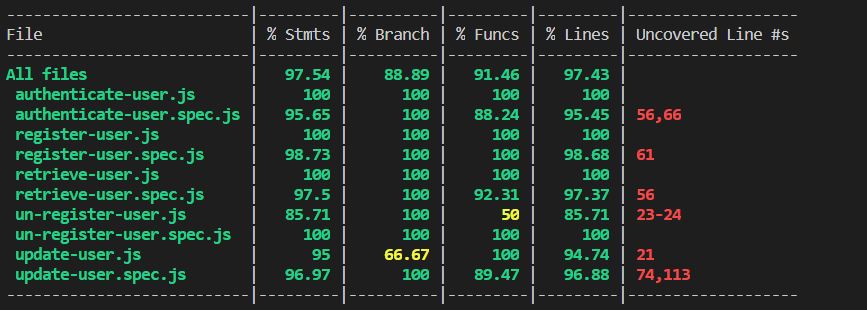 ---------------------------|---------|----------|---------|---------|-------------------
File                       | % Stmts | % Branch | % Funcs | % Lines | Uncovered Line #s
---------------------------|---------|----------|---------|---------|-------------------
All files                  |   97.54 |    88.89 |   91.46 |   97.43 |
 authenticate-user.js      |     100 |      100 |     100 |     100 |
 authenticate-user.spec.js |   95.65 |      100 |   88.24 |   95.45 | 56,66
 register-user.js          |     100 |      100 |     100 |     100 |
 register-user.spec.js     |   98.73 |      100 |     100 |   98.68 | 61
 retrieve-user.js          |     100 |      100 |     100 |     100 |
 retrieve-user.spec.js     |    97.5 |      100 |   92.31 |   97.37 | 56
 un-register-user.js       |   85.71 |      100 |      50 |   85.71 | 23-24
 un-register-user.spec.js  |     100 |      100 |     100 |     100 |
 update-user.js            |      95 |    66.67 |     100 |   94.74 | 21
 update-user.spec.js       |   96.97 |      100 |   89.47 |   96.88 | 74,113
---------------------------|---------|----------|---------|---------|-------------------